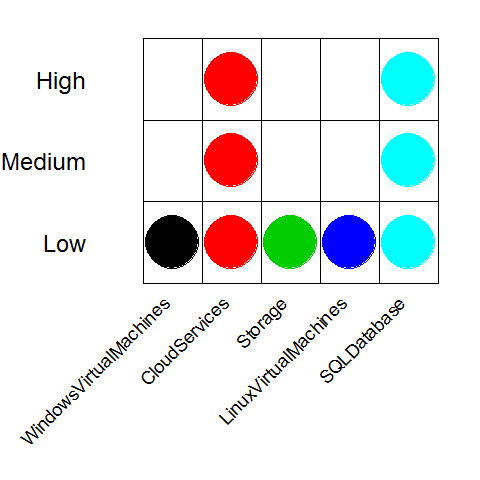 High
Medium
Low
WindowsVirtualMachines
CloudServices
Storage
LinuxVirtualMachines
SQLDatabase